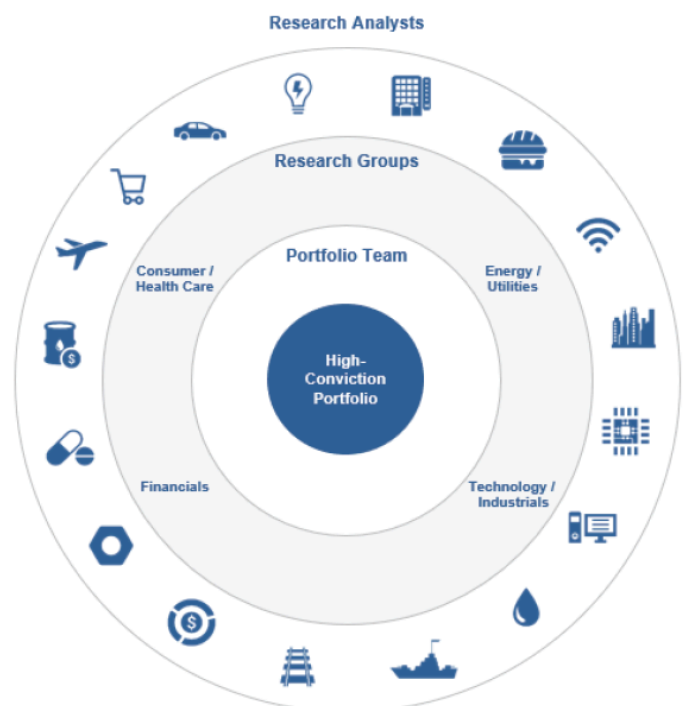 Research Analysts
Research Groups
Portfolio Team
Consumer /
Health Care
Energy /
Utilities
High-
Conviction
Portfolio
Financials
Technology /
Industrials
$
$